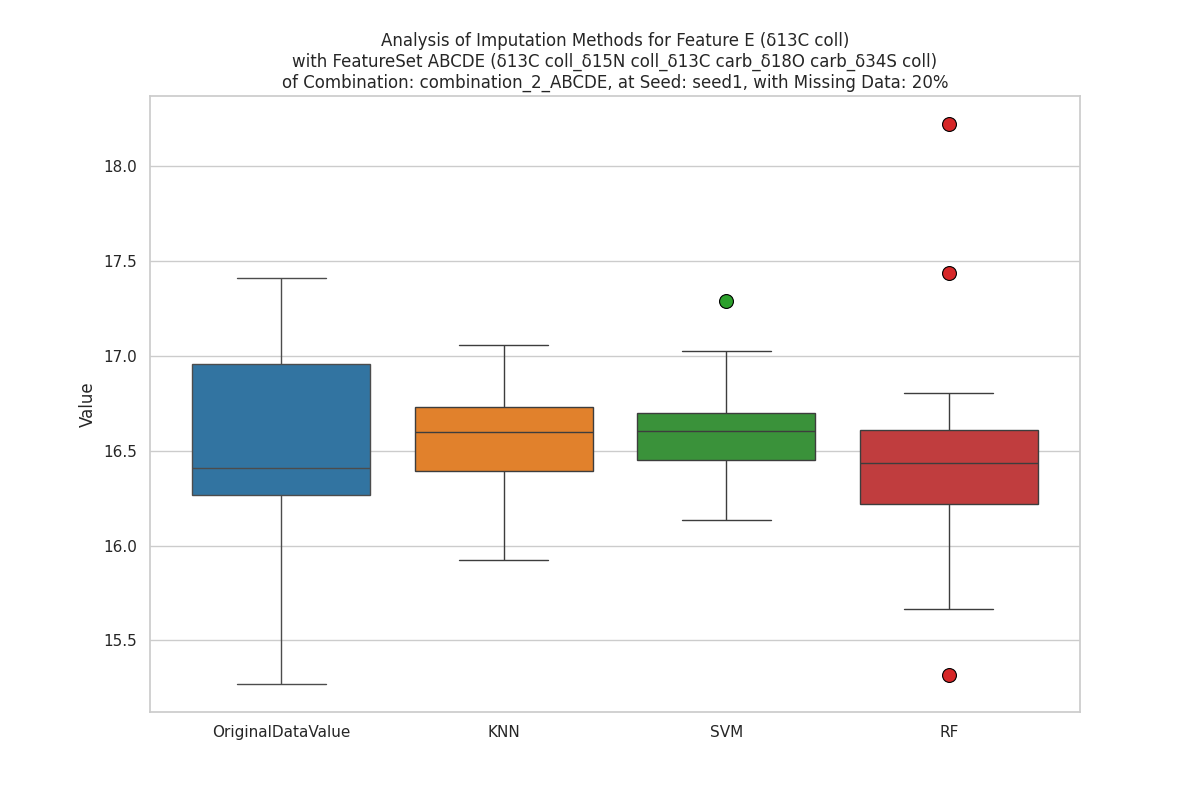 Analysis of Imputation Methods for Feature E (δ13C coll)
with FeatureSet ABCDE (δ13C coll_δ15N coll_δ13C carb_δ18O carb_δ34S coll)
of Combination: combination_2_ABCDE, at Seed: seed1, with Missing Data: 20%
18.0
17.5
17.0
16.5
16.0
15.5
Value
OriginalDataValue
KNN
SVM
RF